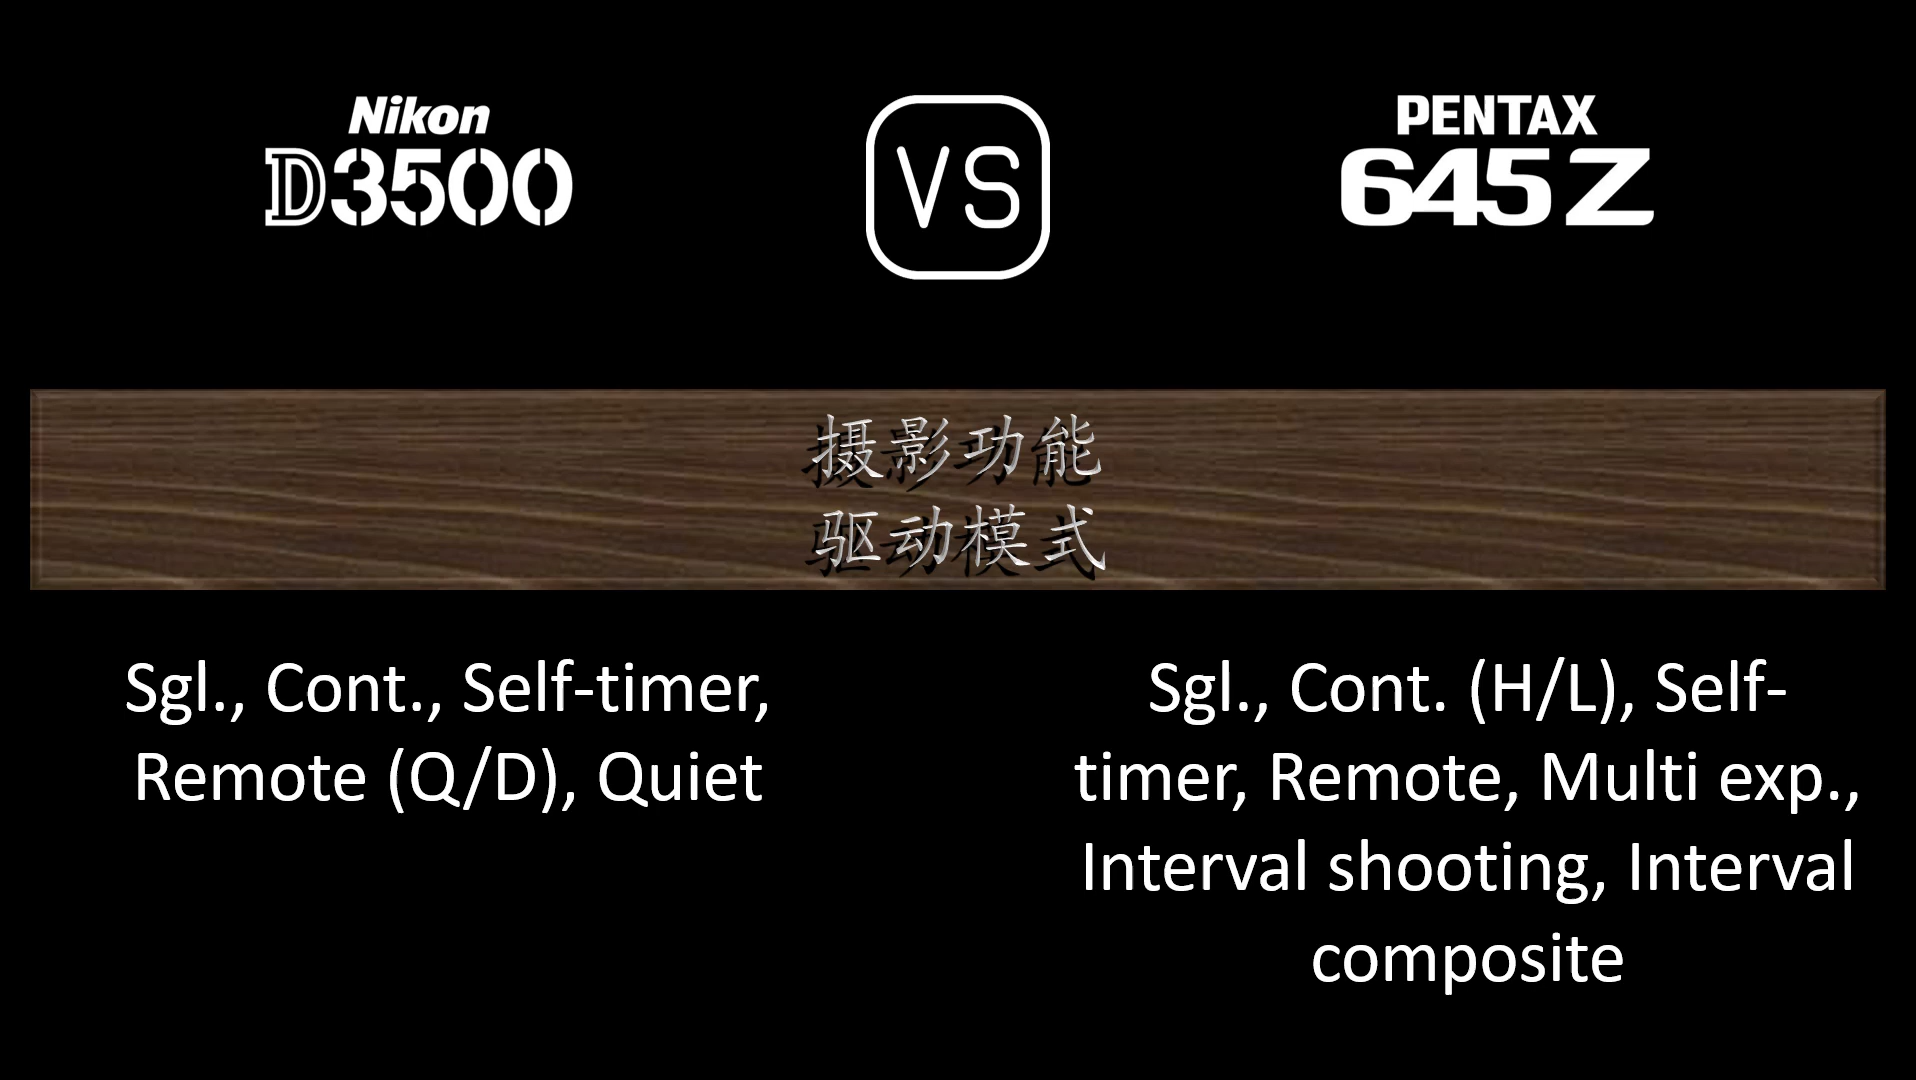 Nikon
D3500
VS
PENTAX
645Z
摄影功能
驱动模式
Sgl., Cont., Self-timer,
Remote (Q/D), Quiet
Sgl., Cont. (H/L), Self-
timer, Remote, Multi exp.,
Interval shooting, Interval
composite